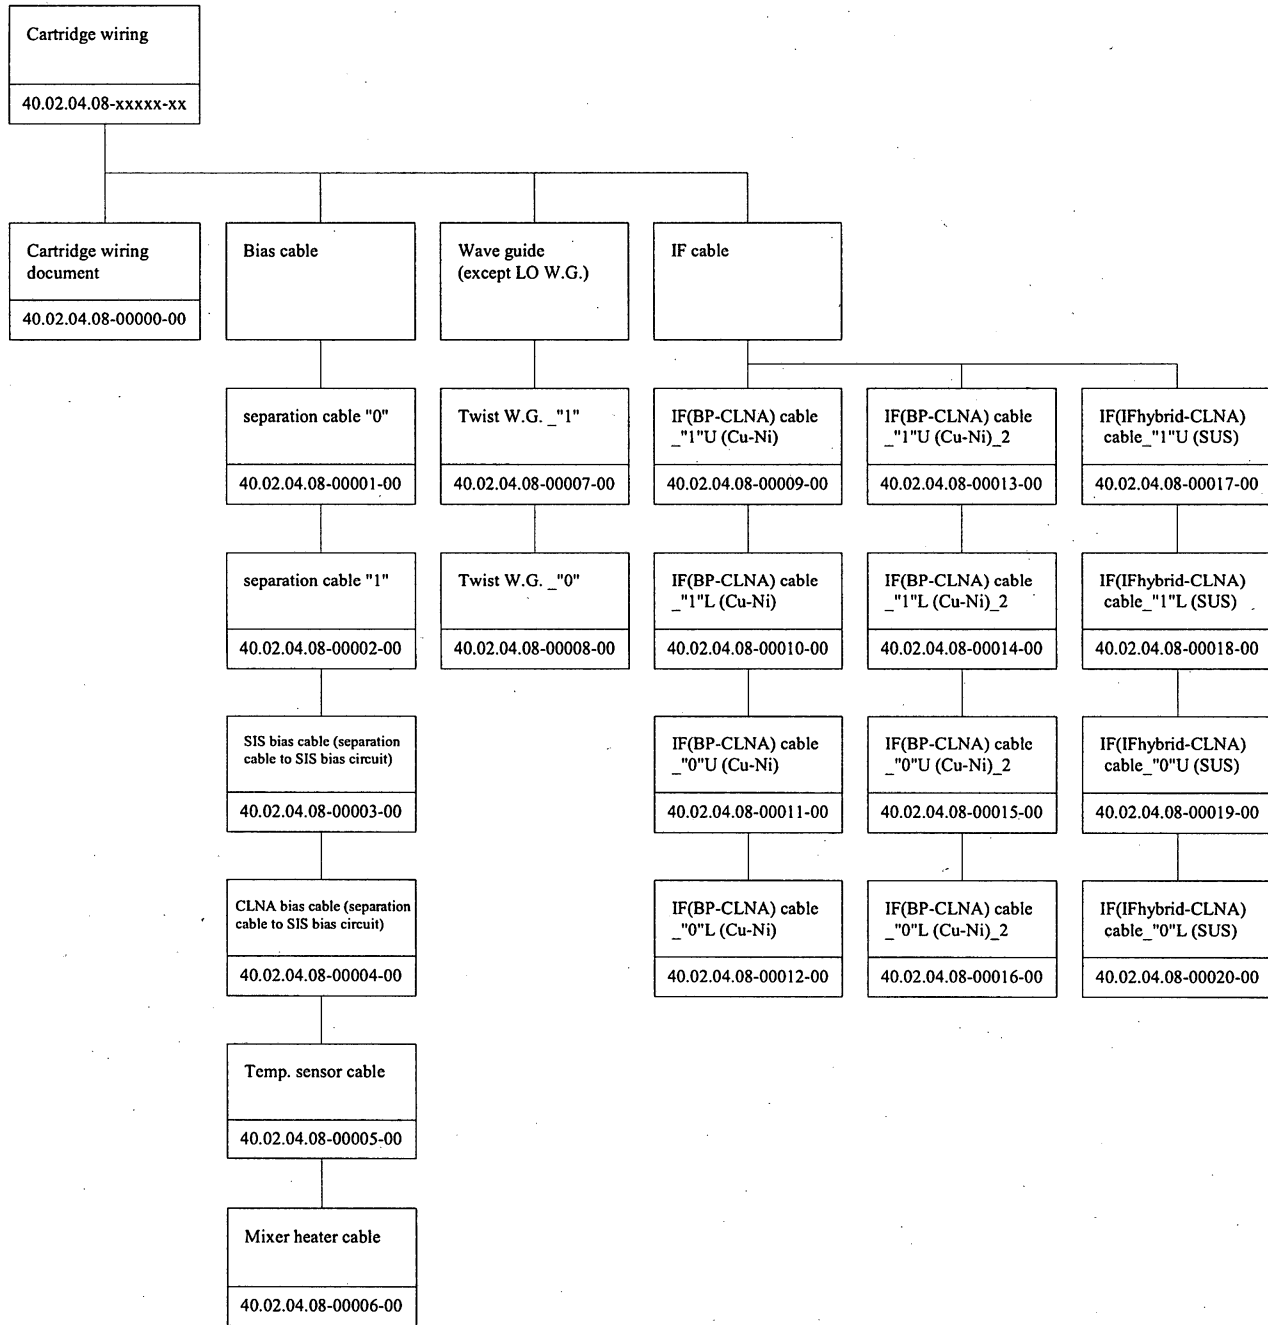 Cartridge wiring
40.02.04.08-xxxxx-xx
Cartridge wiring
document
40.02.04.08-00000-00
Bias cable
Wave guide
(except LO W.G.)
IF cable
separation cable "0"
40.02.04.08-00001-00
separation cable "1"
40.02.04.08-00002-00
SIS bias cable (separation
cable to SIS bias circuit)
40.02.04.08-00003-00
CLNA bias cable (separation
cable to SIS bias circuit)
40.02.04.08-00004-00
Temp. sensor cable
40.02.04.08-00005-00
Mixer heater cable
40.02.04.08-00006-00
Twist W.G. _"1"
40.02.04.08-00007-00
Twist W.G. _"0"
40.02.04.08-00008-00
IF(BP-CLNA) cable
_"1"U (Cu-Ni)
40.02.04.08-00009-00
IF(BP-CLNA) cable
_"1"L (Cu-Ni)
40.02.04.08-00010-00
IF(BP-CLNA) cable
_"0"U (Cu-Ni)
40.02.04.08-00011-00
IF(BP-CLNA) cable
_"0"L (Cu-Ni)
40.02.04.08-00012-00
IF(BP-CLNA) cable
_"1"U (Cu-Ni)_2
40.02.04.08-00013-00
IF(BP-CLNA) cable
_"1"L (Cu-Ni)_2
40.02.04.08-00014-00
IF(BP-CLNA) cable
_"0"U (Cu-Ni)_2
40.02.04.08-00015-00
IF(BP-CLNA) cable
_"0"L (Cu-Ni)_2
40.02.04.08-00016-00
IF(IFhybrid-CLNA)
cable_"1"U (SUS)
40.02.04.08-00017-00
IF(IFhybrid-CLNA)
cable_"1"L (SUS)
40.02.04.08-00018-00
IF(IFhybrid-CLNA)
cable_"0"U (SUS)
40.02.04.08-00019-00
IF(IFhybrid-CLNA)
cable_"0"L (SUS)
40.02.04.08-00020-00